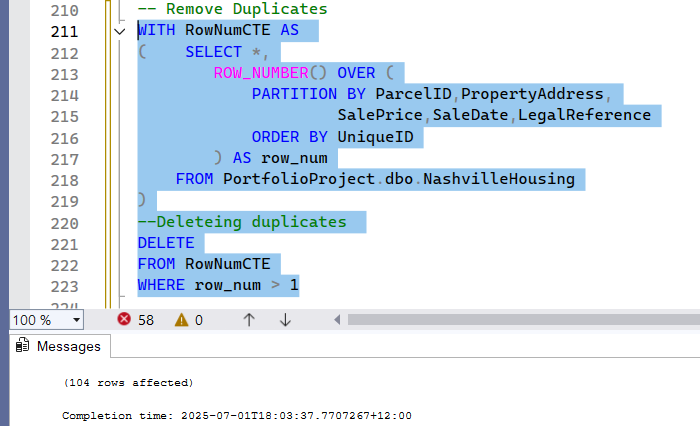 210 -- Remove Duplicates
211 WITH RowNumCTE AS
212 ( SELECT *,
213 ROW_NUMBER() OVER (
214 PARTITION BY ParcelID,PropertyAddress,
215 SalePrice,SaleDate,LegalReference
216 ORDER BY UniqueID
217 ) AS row_num
218 FROM PortfolioProject.dbo.NashvilleHousing
219 )
220 --Deleteing duplicates
221 DELETE
222 FROM RowNumCTE
223 WHERE row_num > 1
100 % 58 0
Messages
(104 rows affected)
Completion time: 2025-07-01T18:03:37.7707267+12:00